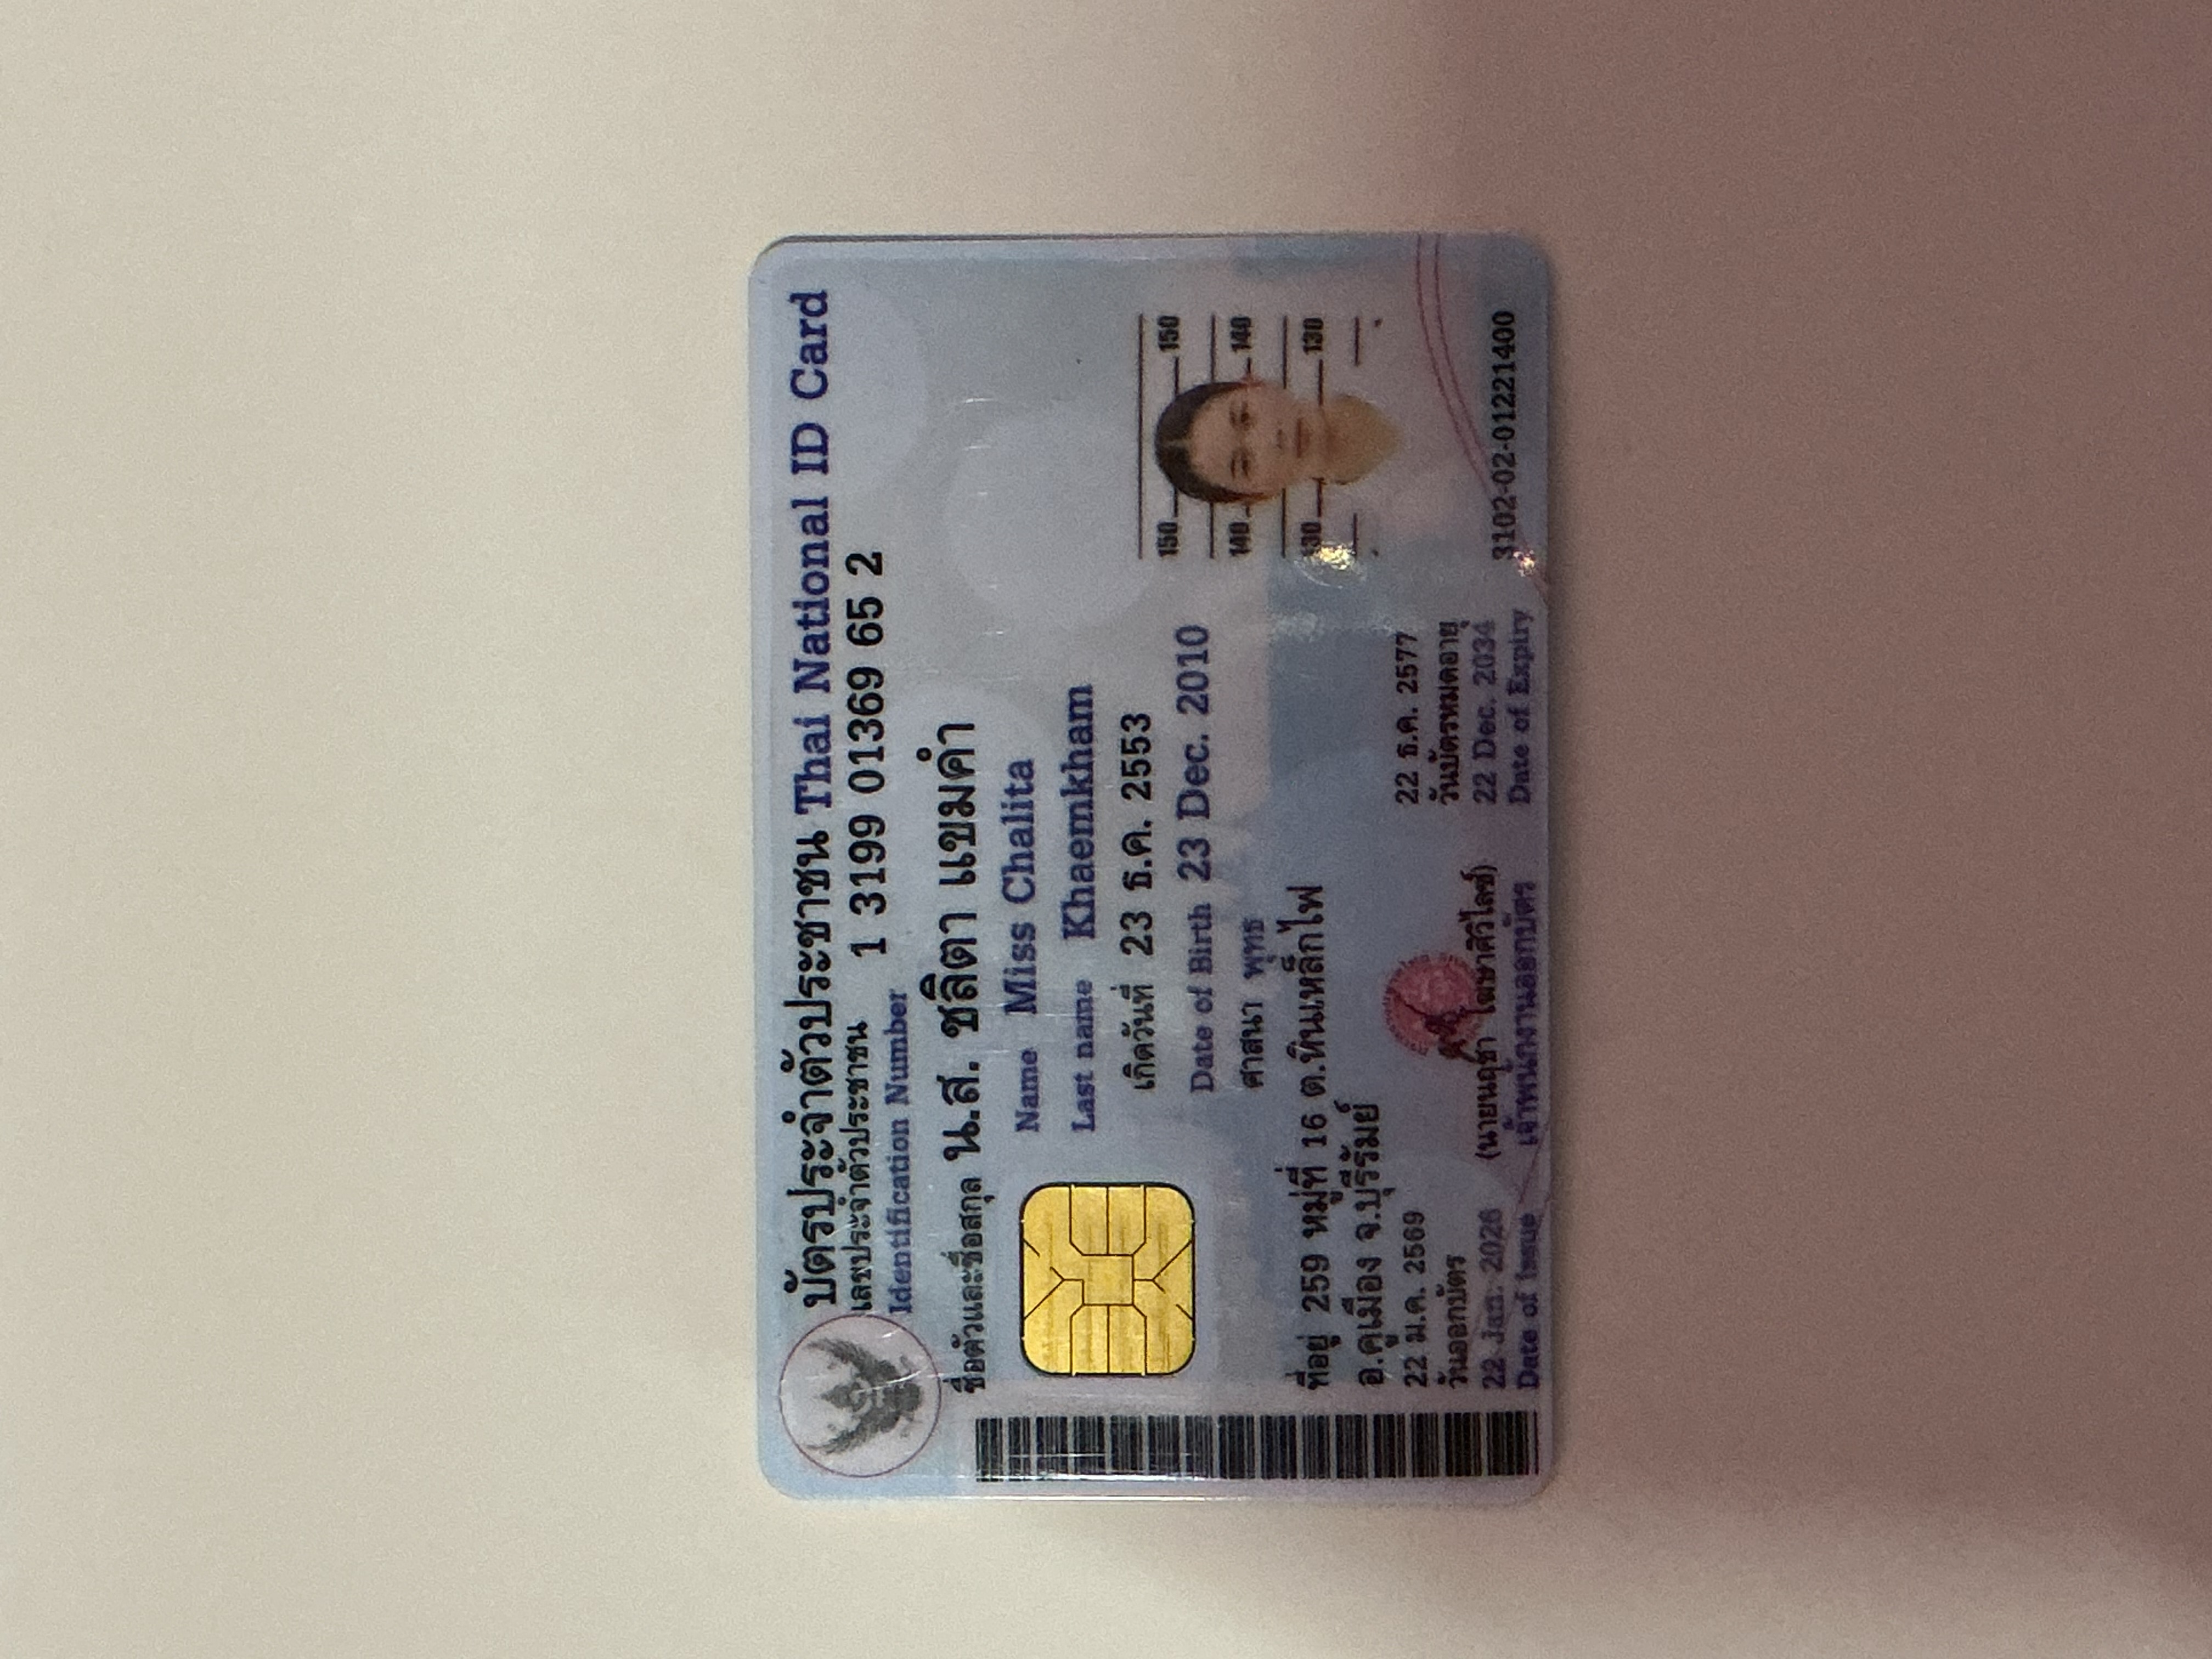 บัตรประจำตัวประชาชน Thai National ID Card
เลขประจำตัวประชาชน 1 3199 01369 65 2
Identification Number
ชื่อตัวและชื่อสกุล น.ส. ชลิตา แขมคำ
Name Miss Chalita
Last name Khaemkham
เกิดวันที่ 23 ธ.ค. 2553
Date of Birth 23 Dec. 2010
ศาสนา พุทธ
ที่อยู่ 259 หมู่ที่ 16 ต.หินเหล็กไฟ
อ.คูเมือง จ.บุรีรัมย์
22 ม.ค. 2569
วันออกบัตร
22 Jan. 2026
Date of Issue
เจ้าพนักงานออกบัตร
22 ธ.ค. 2577
วันบัตรหมดอายุ
22 Dec. 2034
Date of Expiry
150 150
140 140
130 130
3102-02-01221400